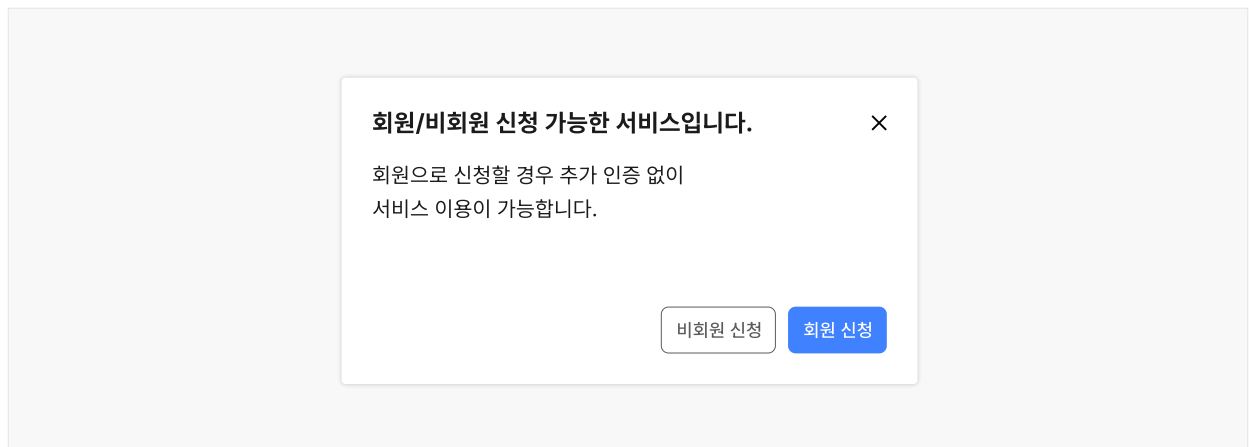 회원/비회원 신청 가능한 서비스입니다.
회원으로 신청할 경우 추가 인증 없이
서비스 이용이 가능합니다.
비회원 신청
회원 신청